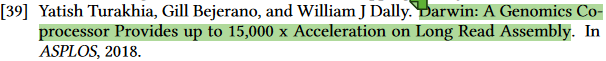 [39] Yatish Turakhia, Gill Bejerano, and William J Dally. Darwin: A Genomics Co-
processor Provides up to 15,000 x Acceleration on Long Read Assembly. In
ASPLOS, 2018.